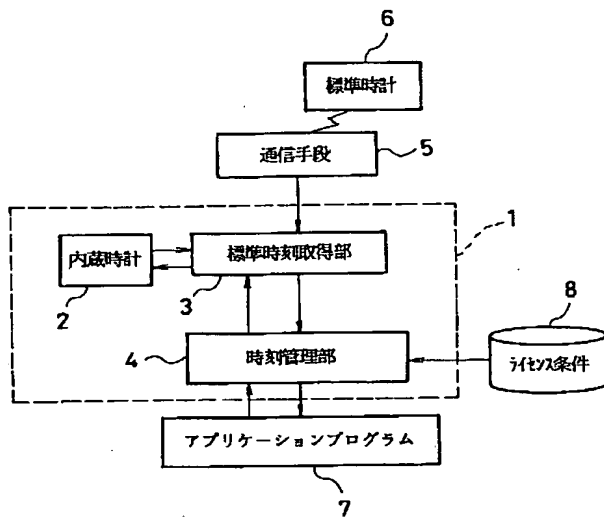 6
標準時計
通信手段
5
1
内蔵時計
標準時刻取得部
2
3
8
4
時刻管理部
ライセンス条件
アプリケーションプログラム
7